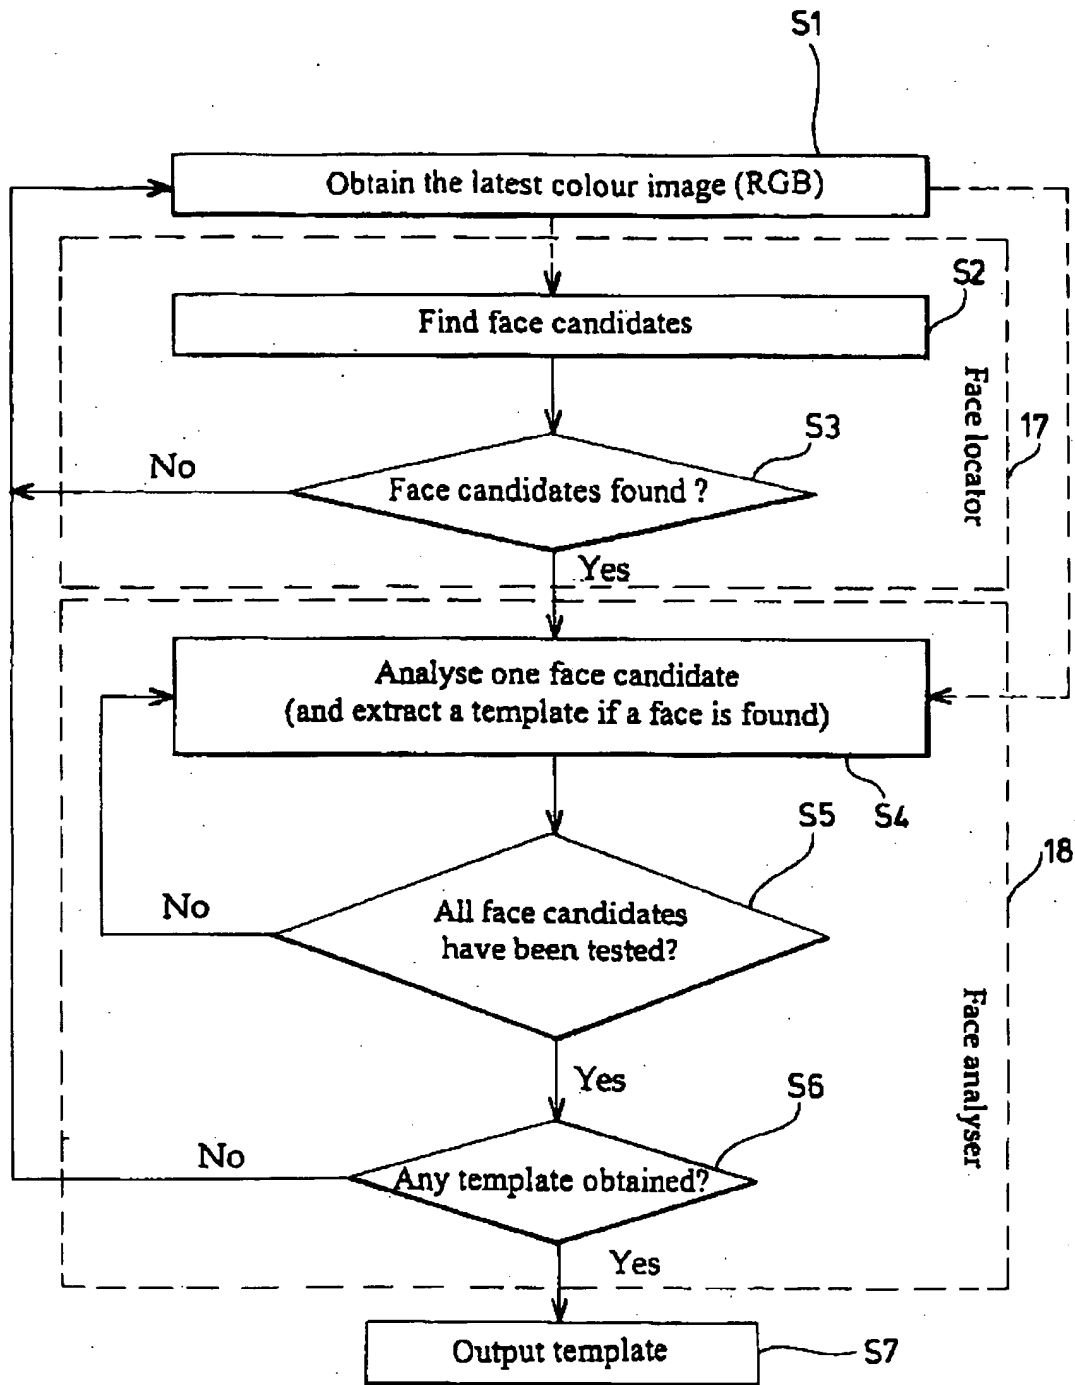 S1
Obtain the latest colour image (RGB)
S2
Find face candidates
Face locator
17
S3
No
Face candidates found ?
Yes
Analyse one face candidate
(and extract a template if a face is found)
S4
S5
18
No
All face candidates
have been tested?
Face analyser
Yes
S6
No
Any template obtained?
Yes
Output template
S7